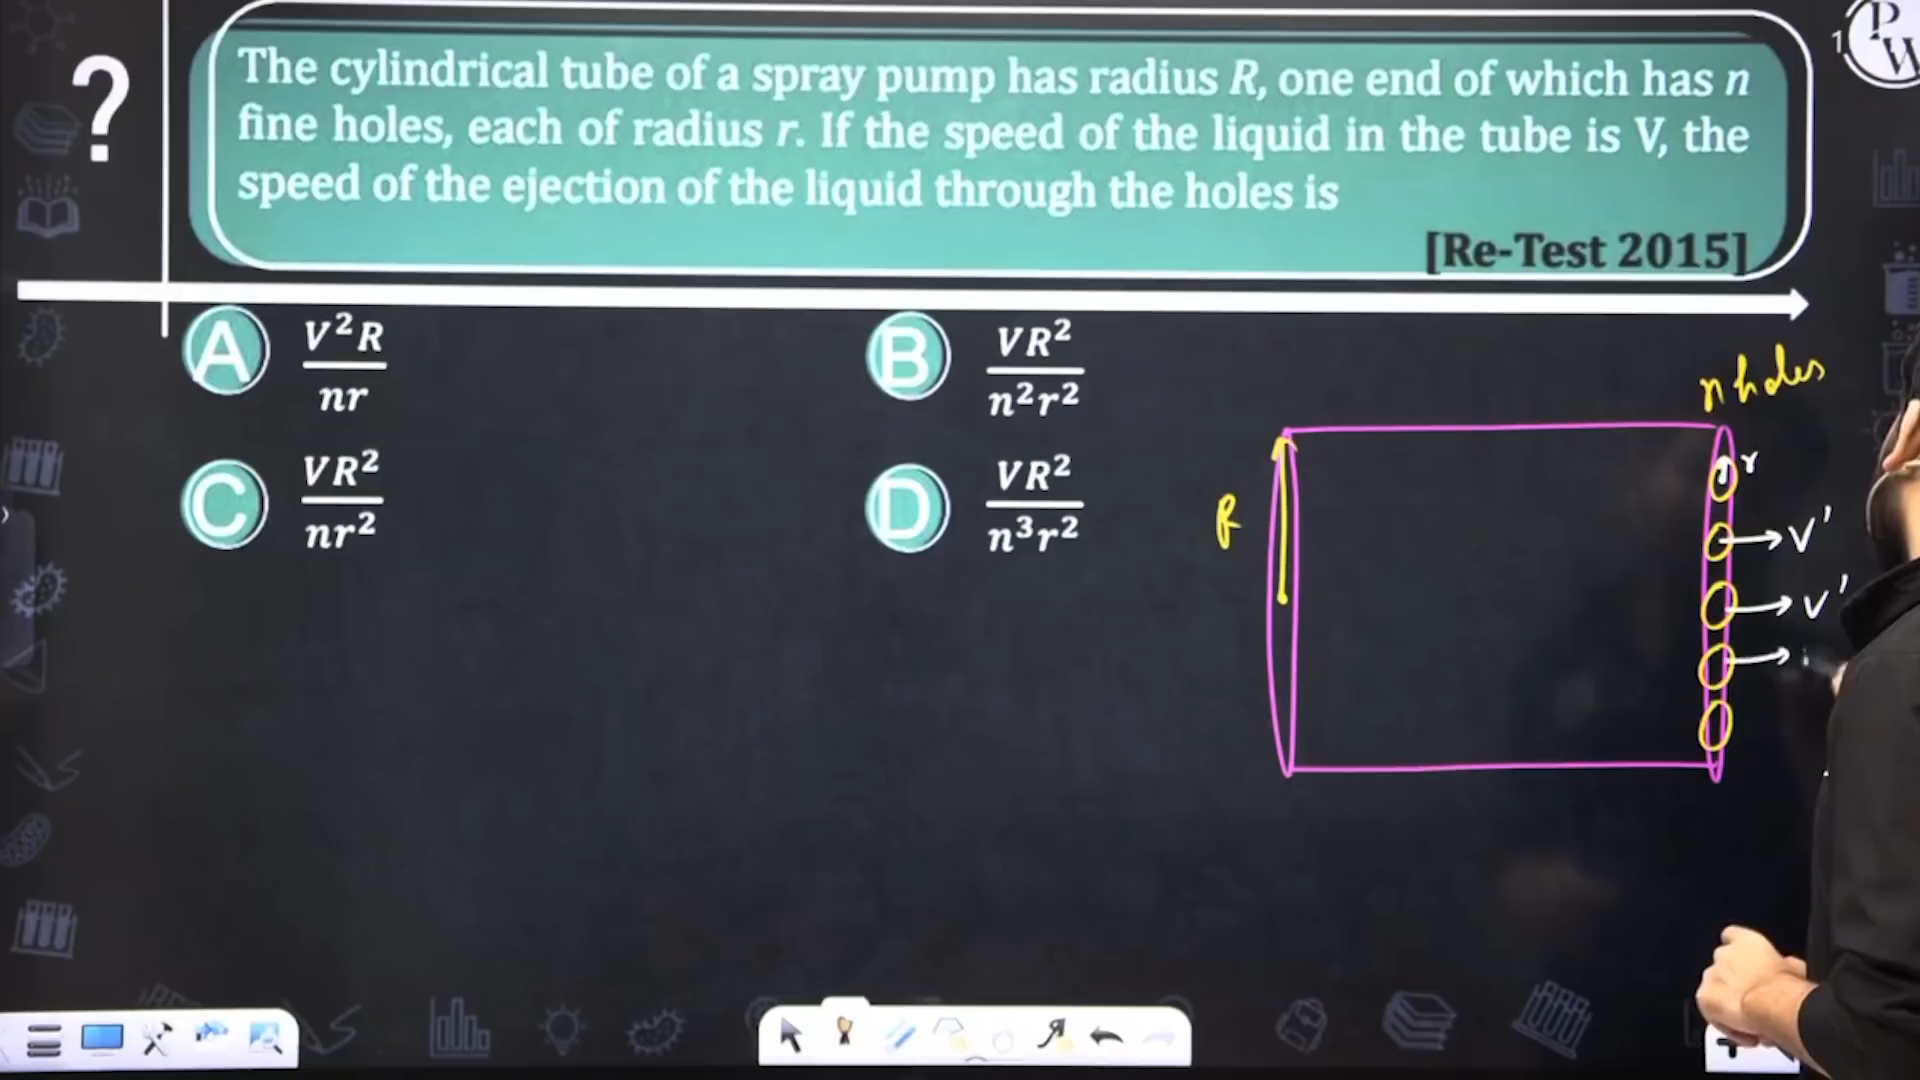 ?
The cylindrical tube of a spray pump has radius R, one end of which has n
fine holes, each of radius r. If the speed of the liquid in the tube is V, the
speed of the ejection of the liquid through the holes is
[Re-Test 2015]
1
PW
A V²R/nr
B VR²/n²r²
C VR²/nr²
D VR²/n³r²
n holes
r
R
V'
V'